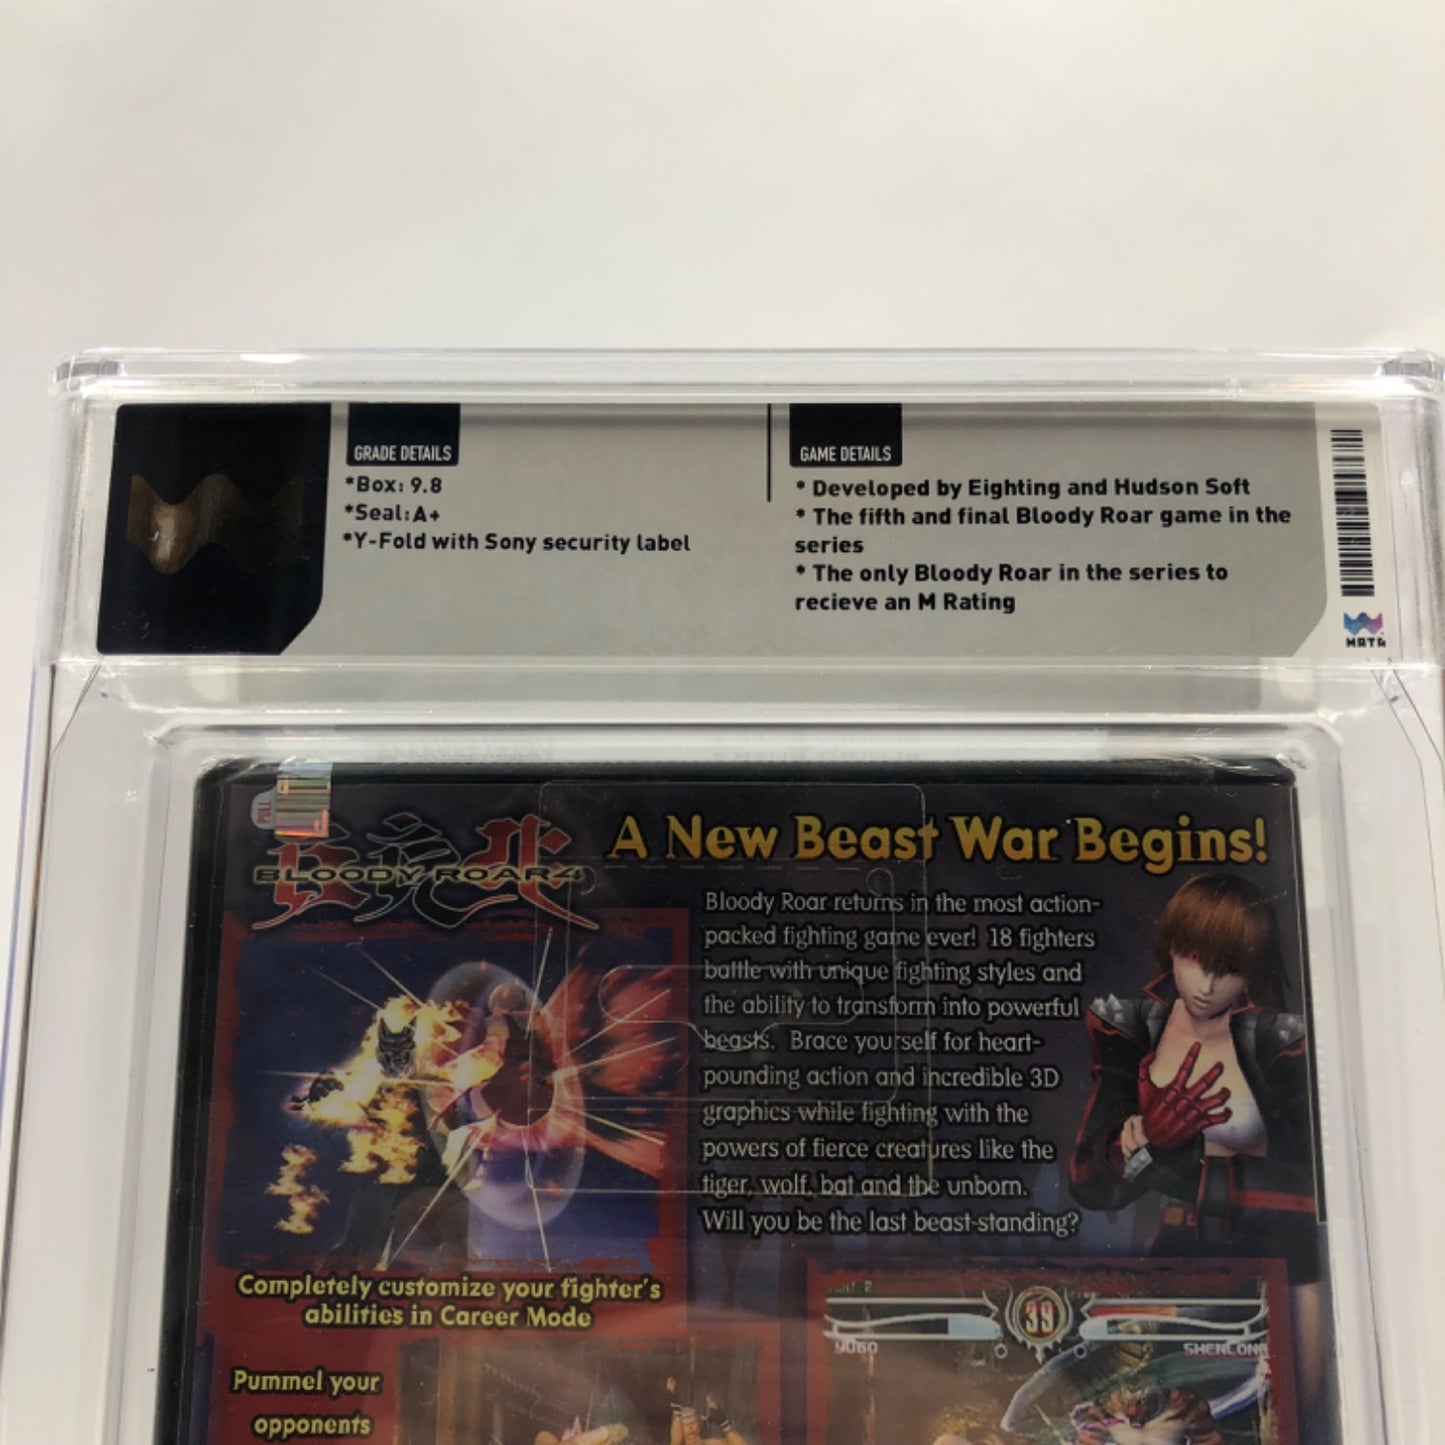 GRADE DETAILS
*Box: 9.8
*Seal:A+
*Y-Fold with Sony security label
GAME DETAILS
* Developed by Eighting and Hudson Soft
* The fifth and final Bloody Roar game in the
series
* The only Bloody Roar in the series to
recieve an M Rating
WATA
PULL
BLOODY ROAR 4
A New Beast War Begins!
Bloody Roar returns in the most action-
packed fighting game ever! 18 fighters
battle with unique fighting styles and
the ability to transform into powerful
beasts. Brace yourself for heart-
pounding action and incredible 3D
graphics while fighting with the
powers of fierce creatures like the
tiger, wolf, bat and the unborn.
Will you be the last beast-standing?
Completely customize your fighter's
abilities in Career Mode
39
YUGO
SHENLONG
Pummel your
opponents